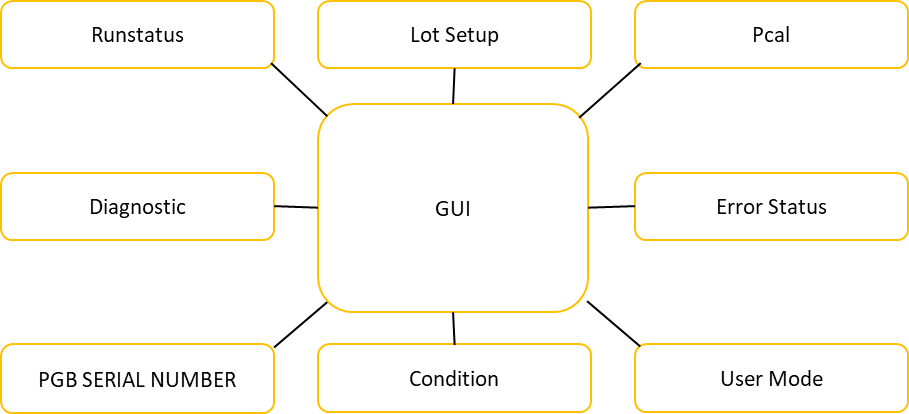 Runstatus
Lot Setup
Pcal
Diagnostic
GUI
Error Status
PGB SERIAL NUMBER
Condition
User Mode